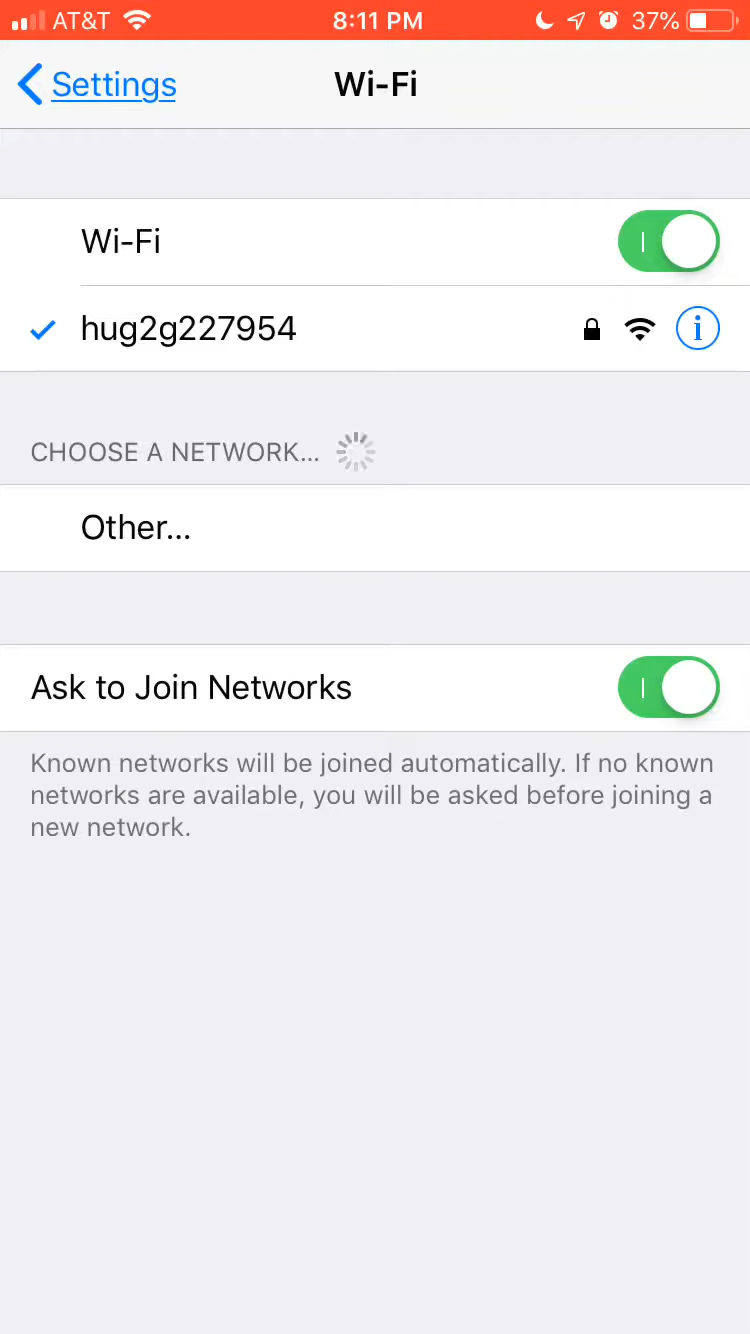 AT&T 8:11 PM 37%
Settings Wi-Fi
Wi-Fi
hug2g227954
CHOOSE A NETWORK...
Other...
Ask to Join Networks
Known networks will be joined automatically. If no known
networks are available, you will be asked before joining a
new network.